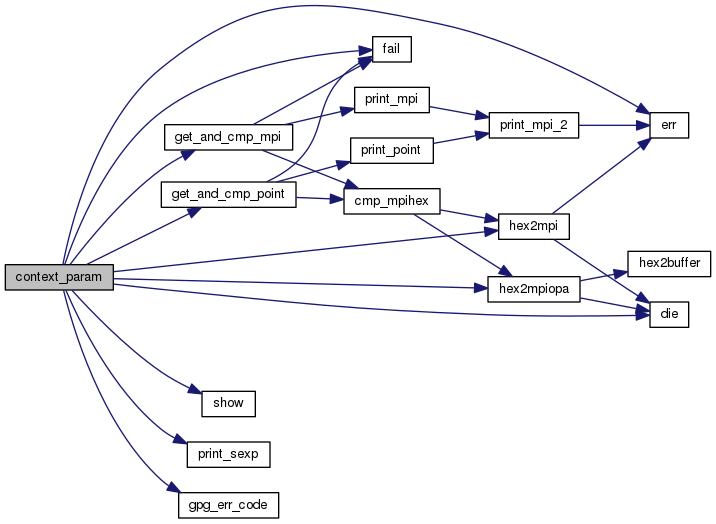 fail
print_mpi
err
print_mpi_2
get_and_cmp_mpi
print_point
get_and_cmp_point
cmp_mpihex
hex2mpi
hex2buffer
context_param
hex2mpiopa
die
show
print_sexp
gpg_err_code